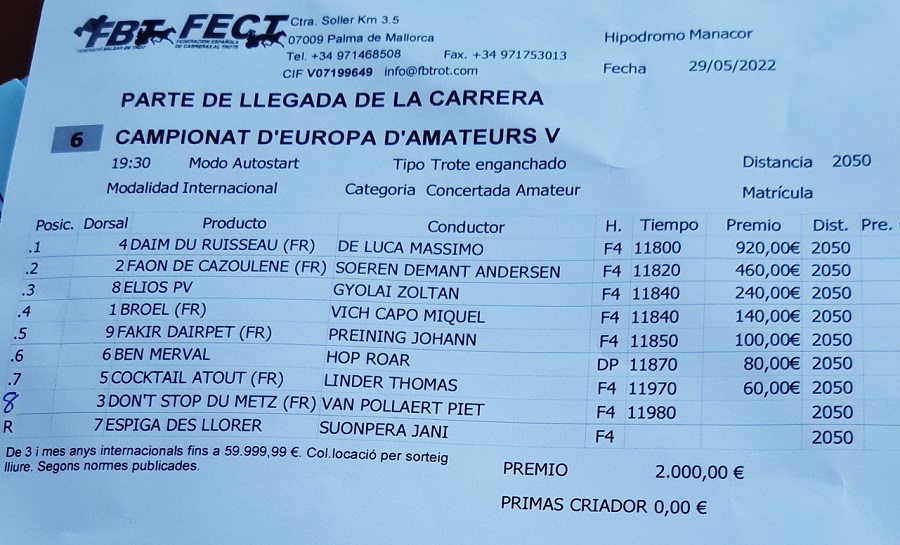 FBT FECT Ctra. Soller Km 3.5
FEDERACIÓN ESPAÑOLA DE CARRERAS AL TROTE
07009 Palma de Mallorca
Tel. +34 971468508 Fax. +34 971753013
CIF V07199649 info@fbtrot.com
Hipodromo Manacor
Fecha 29/05/2022
PARTE DE LLEGADA DE LA CARRERA
6 CAMPIONAT D'EUROPA D'AMATEURS V
19:30 Modo Autostart Tipo Trote enganchado Distancia 2050
Modalidad Internacional Categoria Concertada Amateur Matrícula
Posic. Dorsal Producto Conductor H. Tiempo Premio Dist. Pre.
.1 4 DAIM DU RUISSEAU (FR) DE LUCA MASSIMO F4 11800 920,00€ 2050
.2 2 FAON DE CAZOULENE (FR) SOEREN DEMANT ANDERSEN F4 11820 460,00€ 2050
.3 8 ELIOS PV GYOLAI ZOLTAN F4 11840 240,00€ 2050
.4 1 BROEL (FR) VICH CAPO MIQUEL F4 11840 140,00€ 2050
.5 9 FAKIR DAIRPET (FR) PREINING JOHANN F4 11850 100,00€ 2050
.6 6 BEN MERVAL HOP ROAR DP 11870 80,00€ 2050
.7 5 COCKTAIL ATOUT (FR) LINDER THOMAS F4 11970 60,00€ 2050
8 3 DON'T STOP DU METZ (FR) VAN POLLAERT PIET F4 11980 2050
R 7 ESPIGA DES LLORER SUONPERA JANI F4 2050
De 3 i mes anys internacionals fins a 59.999,99 €. Col.locació per sorteig
lliure. Segons normes publicades.
PREMIO 2.000,00 €
PRIMAS CRIADOR 0,00 €